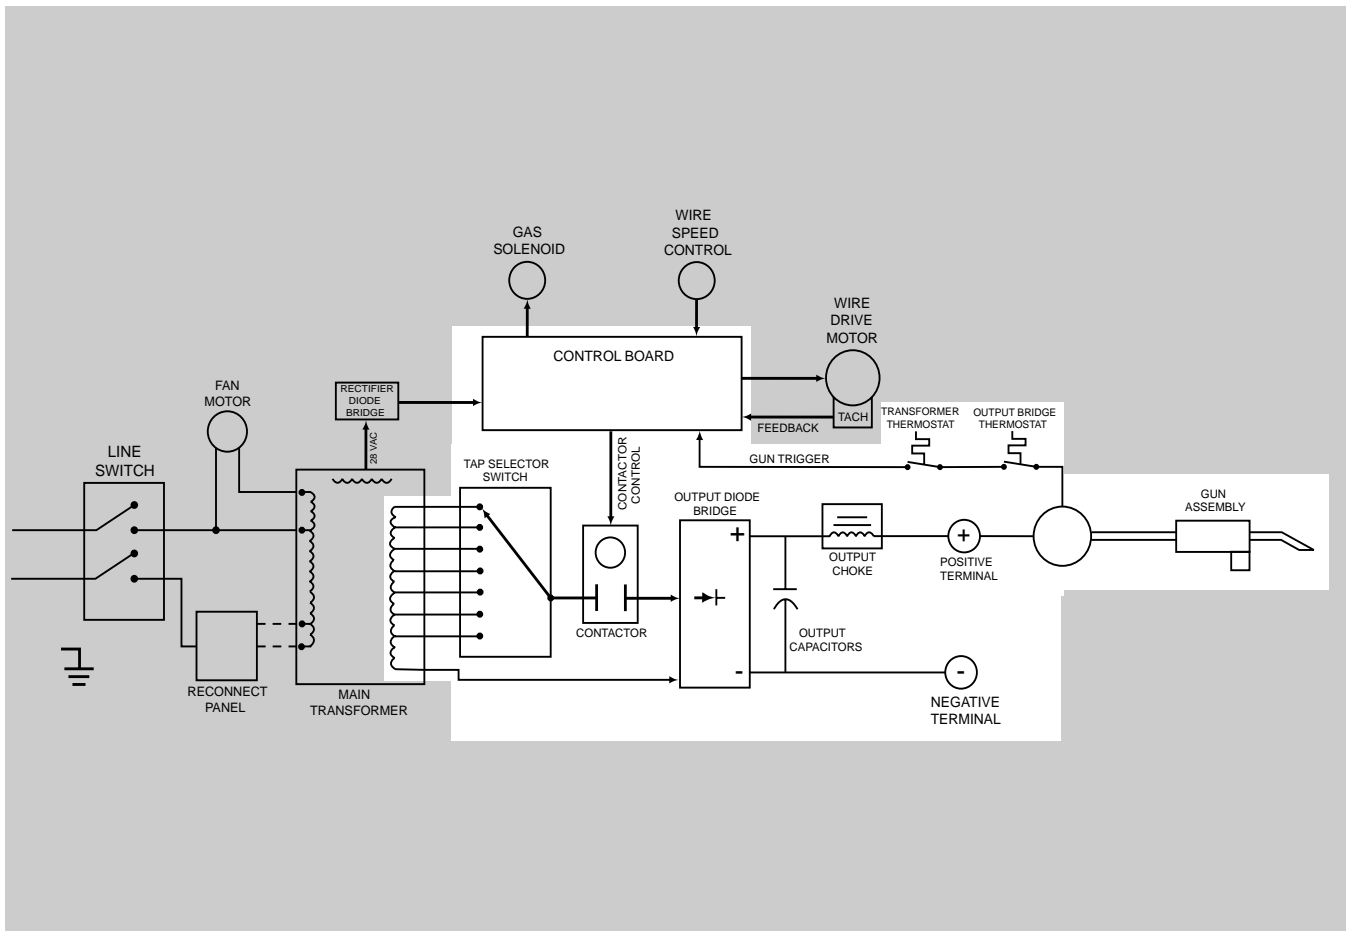 GAS
SOLENOID
WIRE
SPEED
CONTROL
WIRE
DRIVE
MOTOR
CONTROL BOARD
TACH
FEEDBACK
FAN
MOTOR
RECTIFIER
DIODE
BRIDGE
28 VAC
TRANSFORMER
THERMOSTAT
OUTPUT BRIDGE
THERMOSTAT
LINE
SWITCH
TAP SELECTOR
SWITCH
CONTACTOR
CONTROL
GUN TRIGGER
OUTPUT DIODE
BRIDGE
+
GUN
ASSEMBLY
OUTPUT
CHOKE
+
POSITIVE
TERMINAL
CONTACTOR
OUTPUT
CAPACITORS
-
-
NEGATIVE
TERMINAL
RECONNECT
PANEL
MAIN
TRANSFORMER